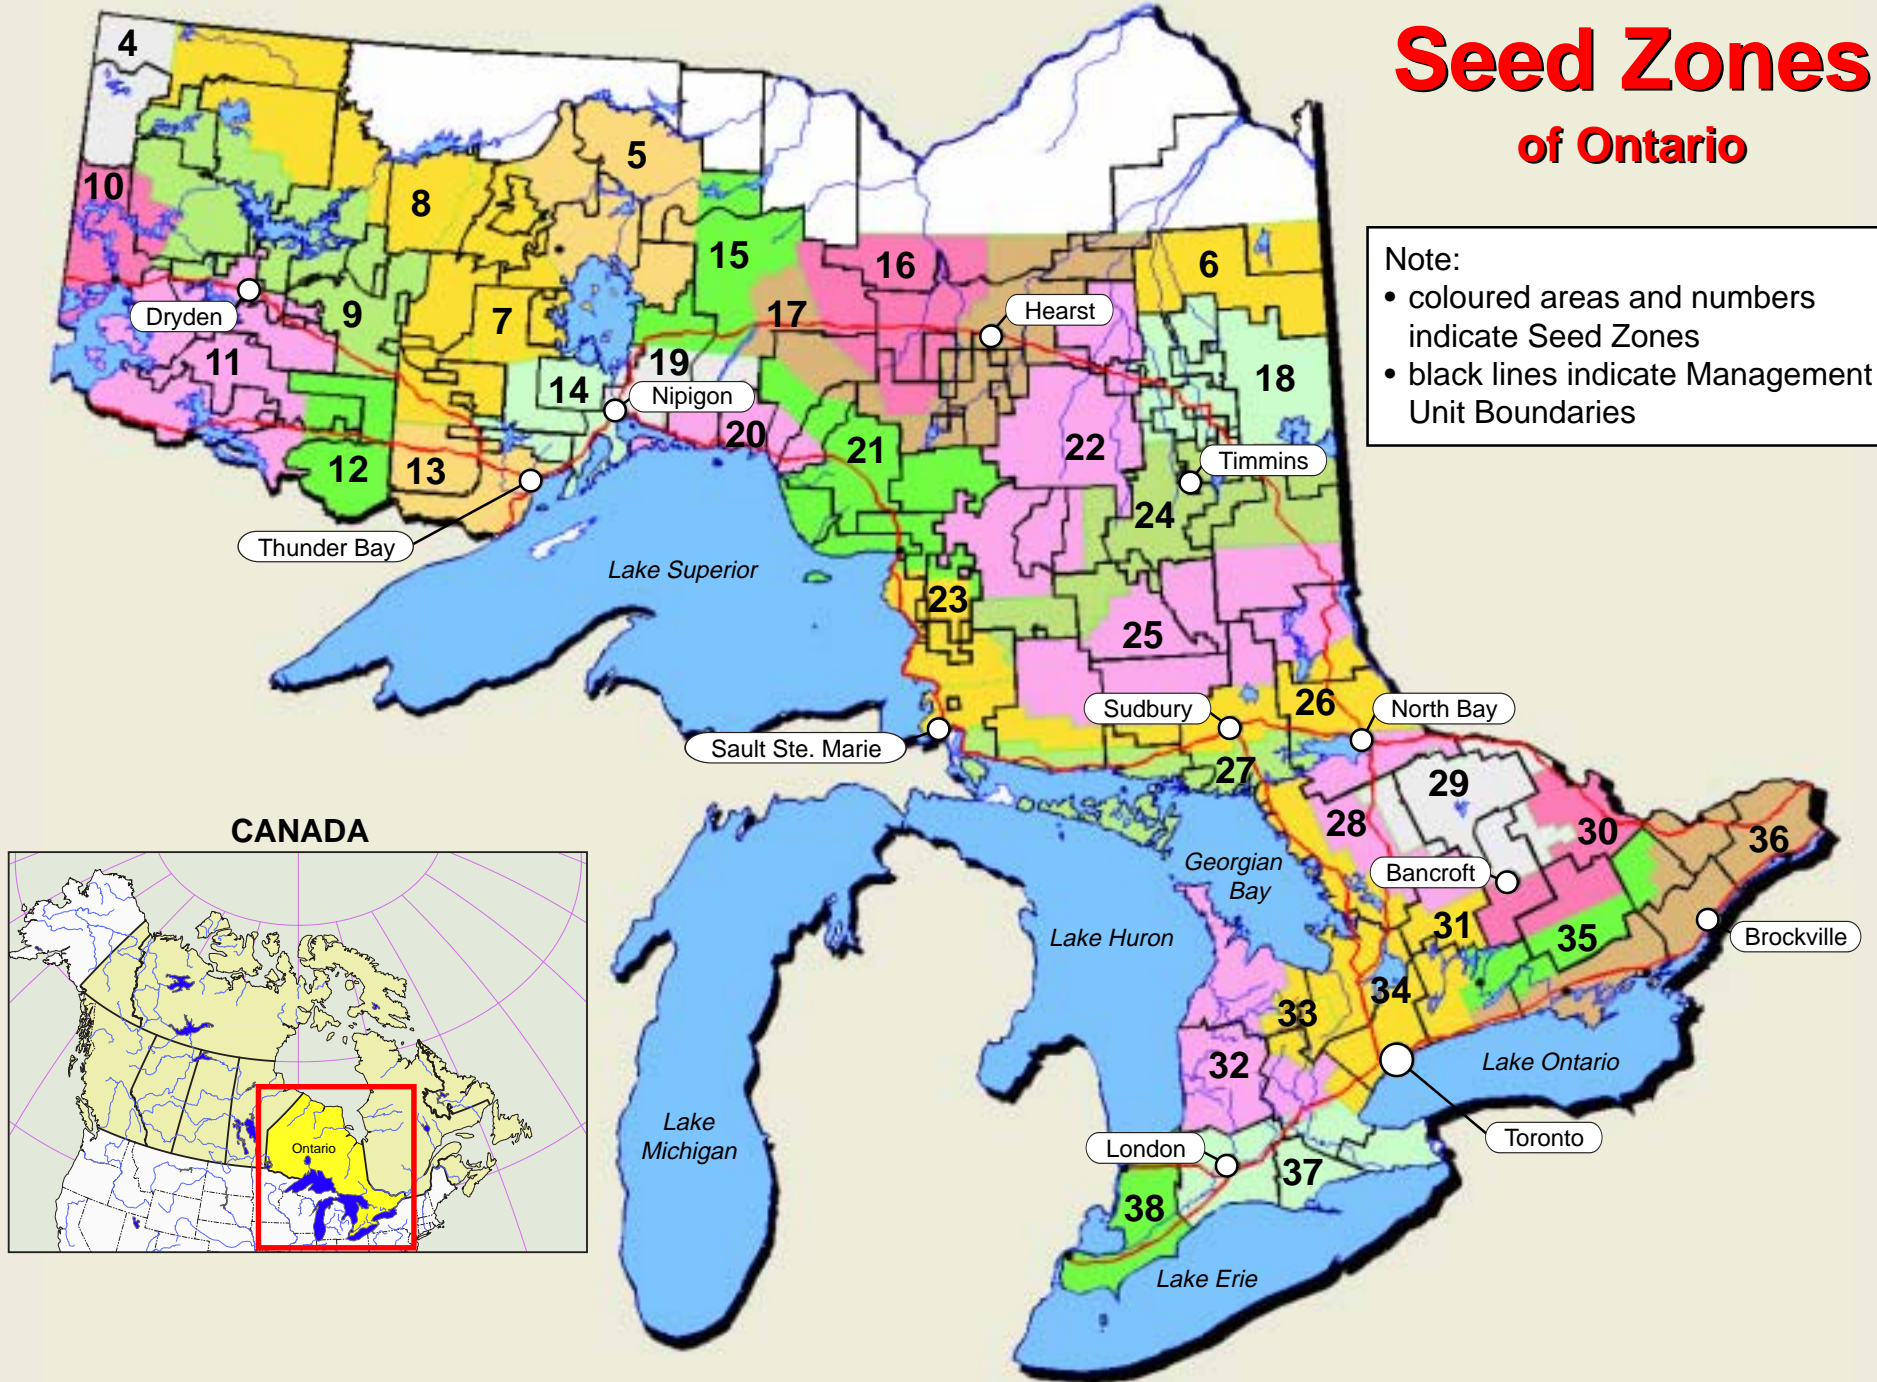 Seed Zones
of Ontario
Note:
• coloured areas and numbers
indicate Seed Zones
• black lines indicate Management
Unit Boundaries
4
5
10
8
15
16
6
Dryden
9
7
17
Hearst
11
19
18
14
Nipigon
20
21
22
12
13
Timmins
24
Thunder Bay
Lake Superior
23
25
Sudbury
26
North Bay
Sault Ste. Marie
27
29
28
30
36
CANADA
Georgian
Bay
Bancroft
31
35
Brockville
Lake Huron
34
33
32
Lake Ontario
Lake
Michigan
Toronto
London
37
38
Lake Erie
Ontario